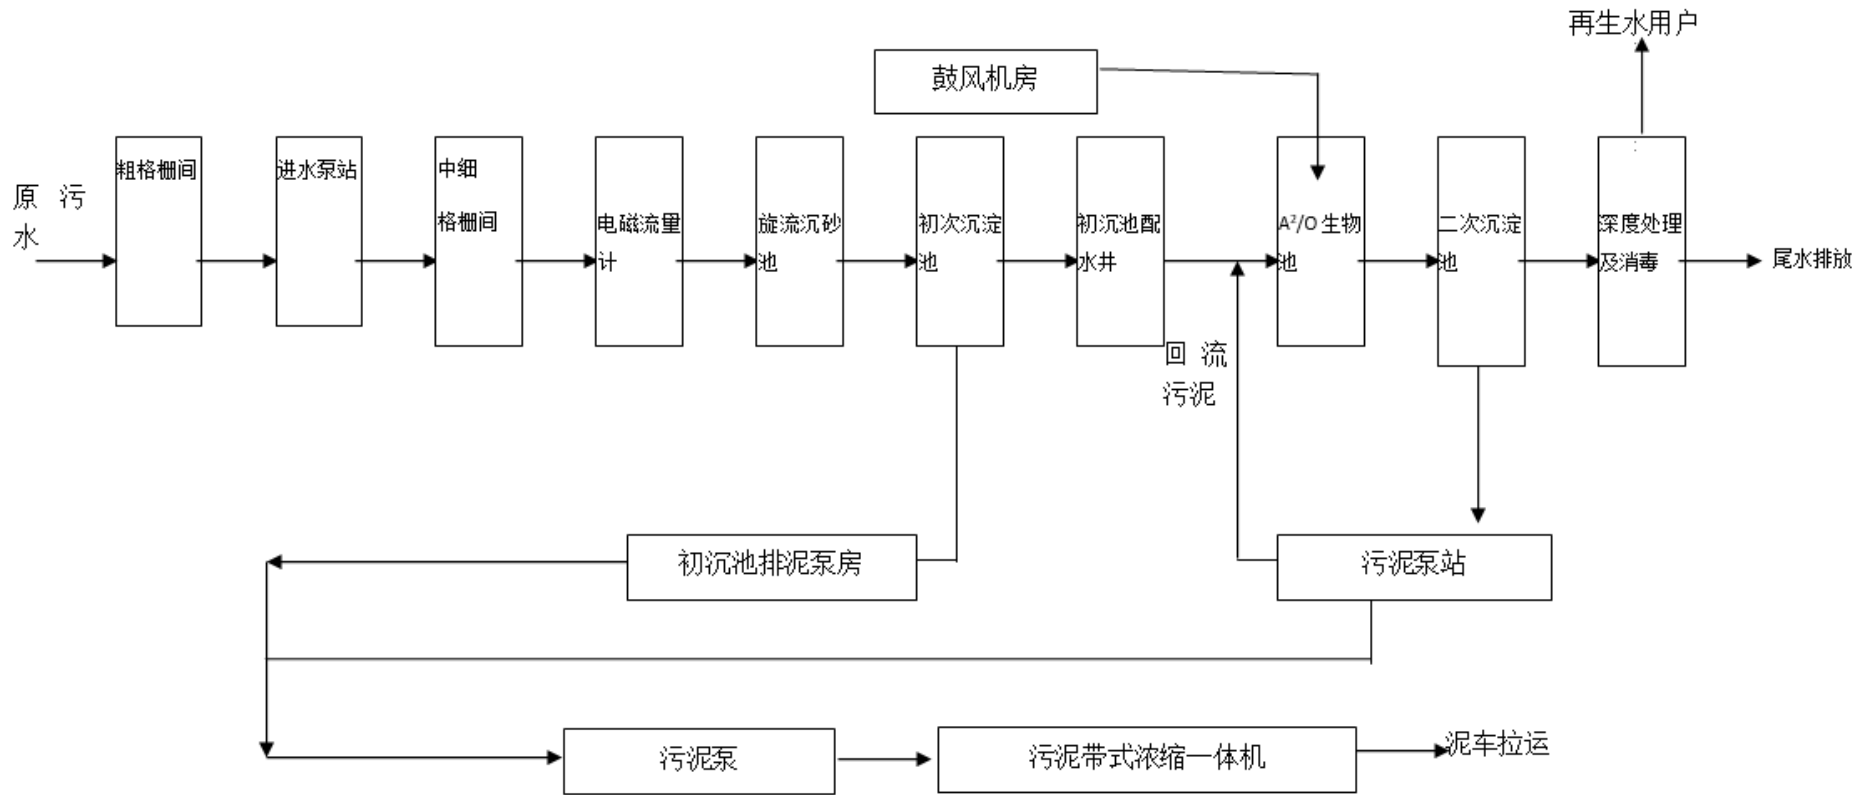 再生水用户
鼓风机房
原 污
水
粗格栅间
进水泵站
中细
格栅间
电磁流量
计
旋流沉砂
池
初次沉淀
池
初沉池配
水井
A²/O 生物
池
二次沉淀
池
深度处理
及消毒
尾水排放
回 流
污泥
初沉池排泥泵房
污泥泵站
污泥泵
污泥带式浓缩一体机
泥车拉运